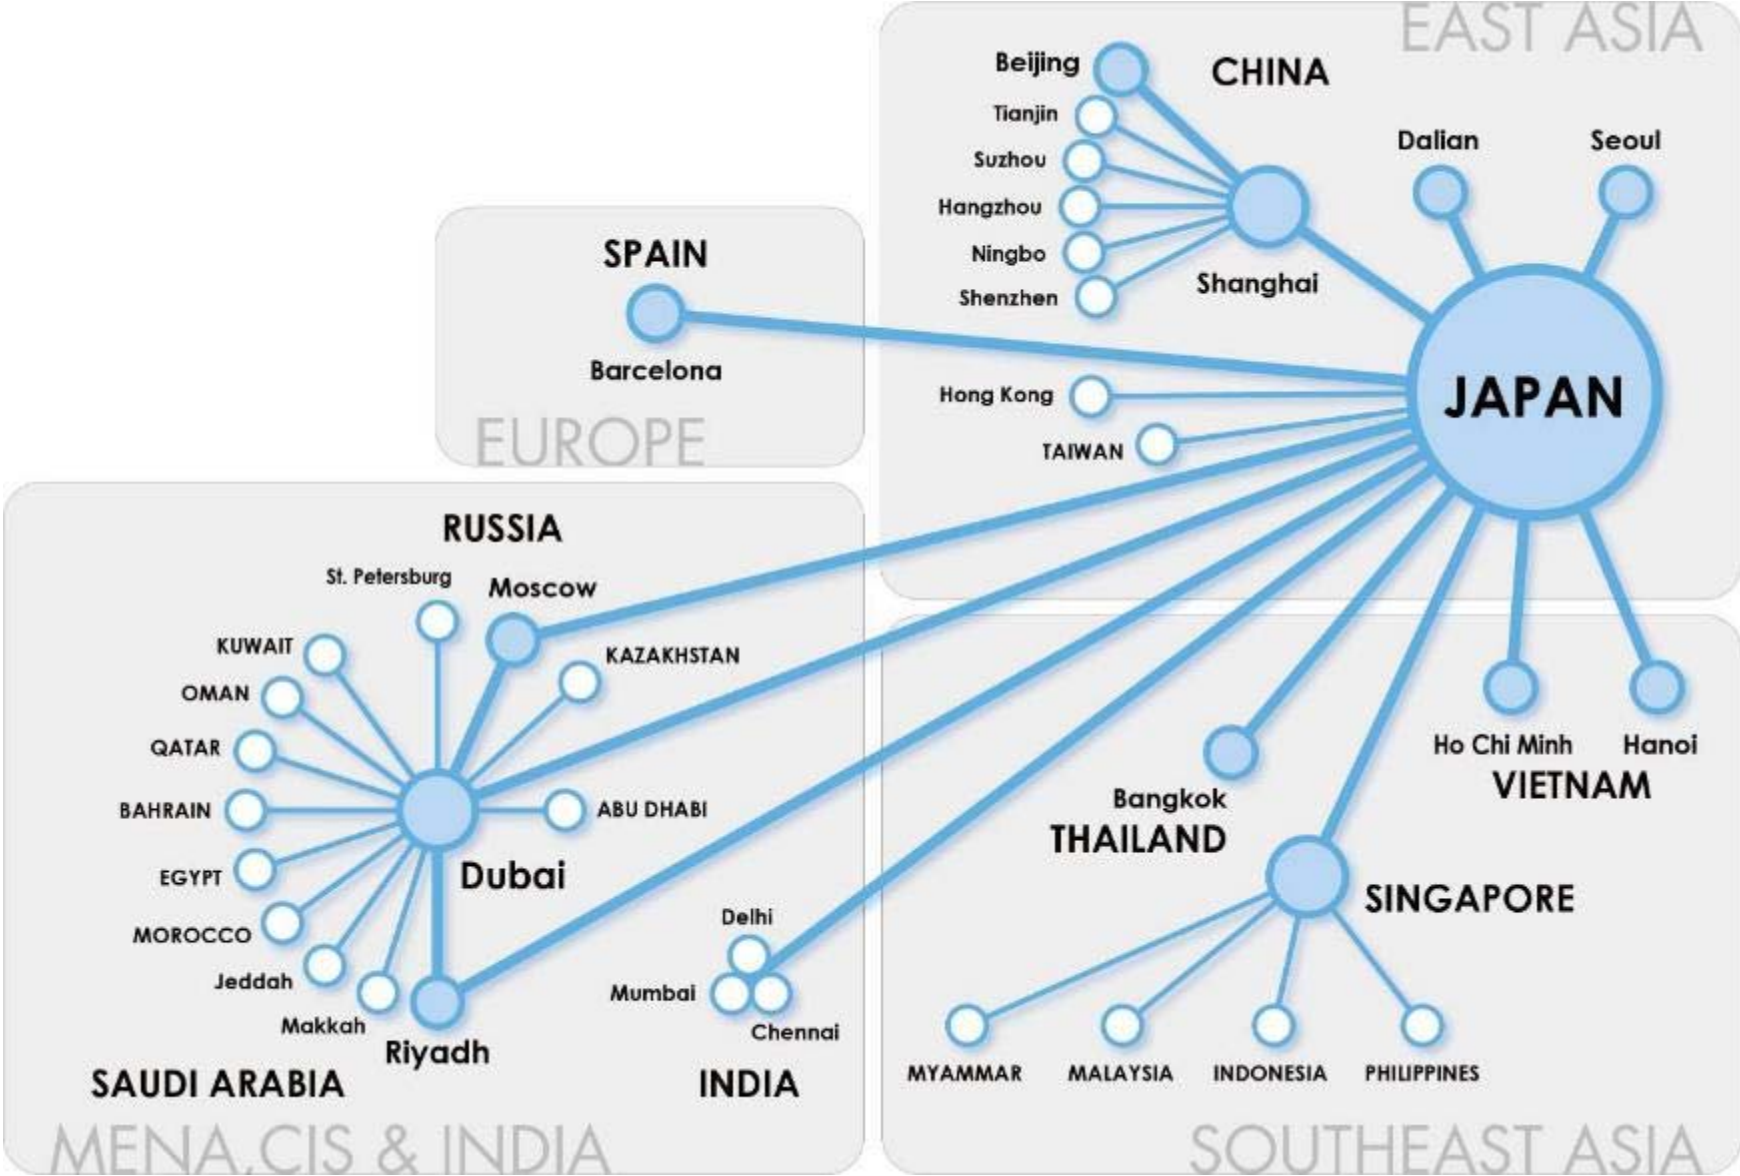 EAST ASIA
Beijing
CHINA
Tianjin
Dalian
Seoul
Suzhou
Hangzhou
Ningbo
Shanghai
Shenzhen
SPAIN
Barcelona
EUROPE
Hong Kong
JAPAN
TAIWAN
RUSSIA
St. Petersburg
Moscow
KUWAIT
KAZAKHSTAN
OMAN
QATAR
BAHRAIN
ABU DHABI
EGYPT
Dubai
MOROCCO
Jeddah
Makkah
Riyadh
SAUDI ARABIA
Delhi
Mumbai
Chennai
INDIA
MENA,CIS & INDIA
Ho Chi Minh
Hanoi
VIETNAM
Bangkok
THAILAND
SINGAPORE
MYAMMAR
MALAYSIA
INDONESIA
PHILIPPINES
SOUTHEAST ASIA